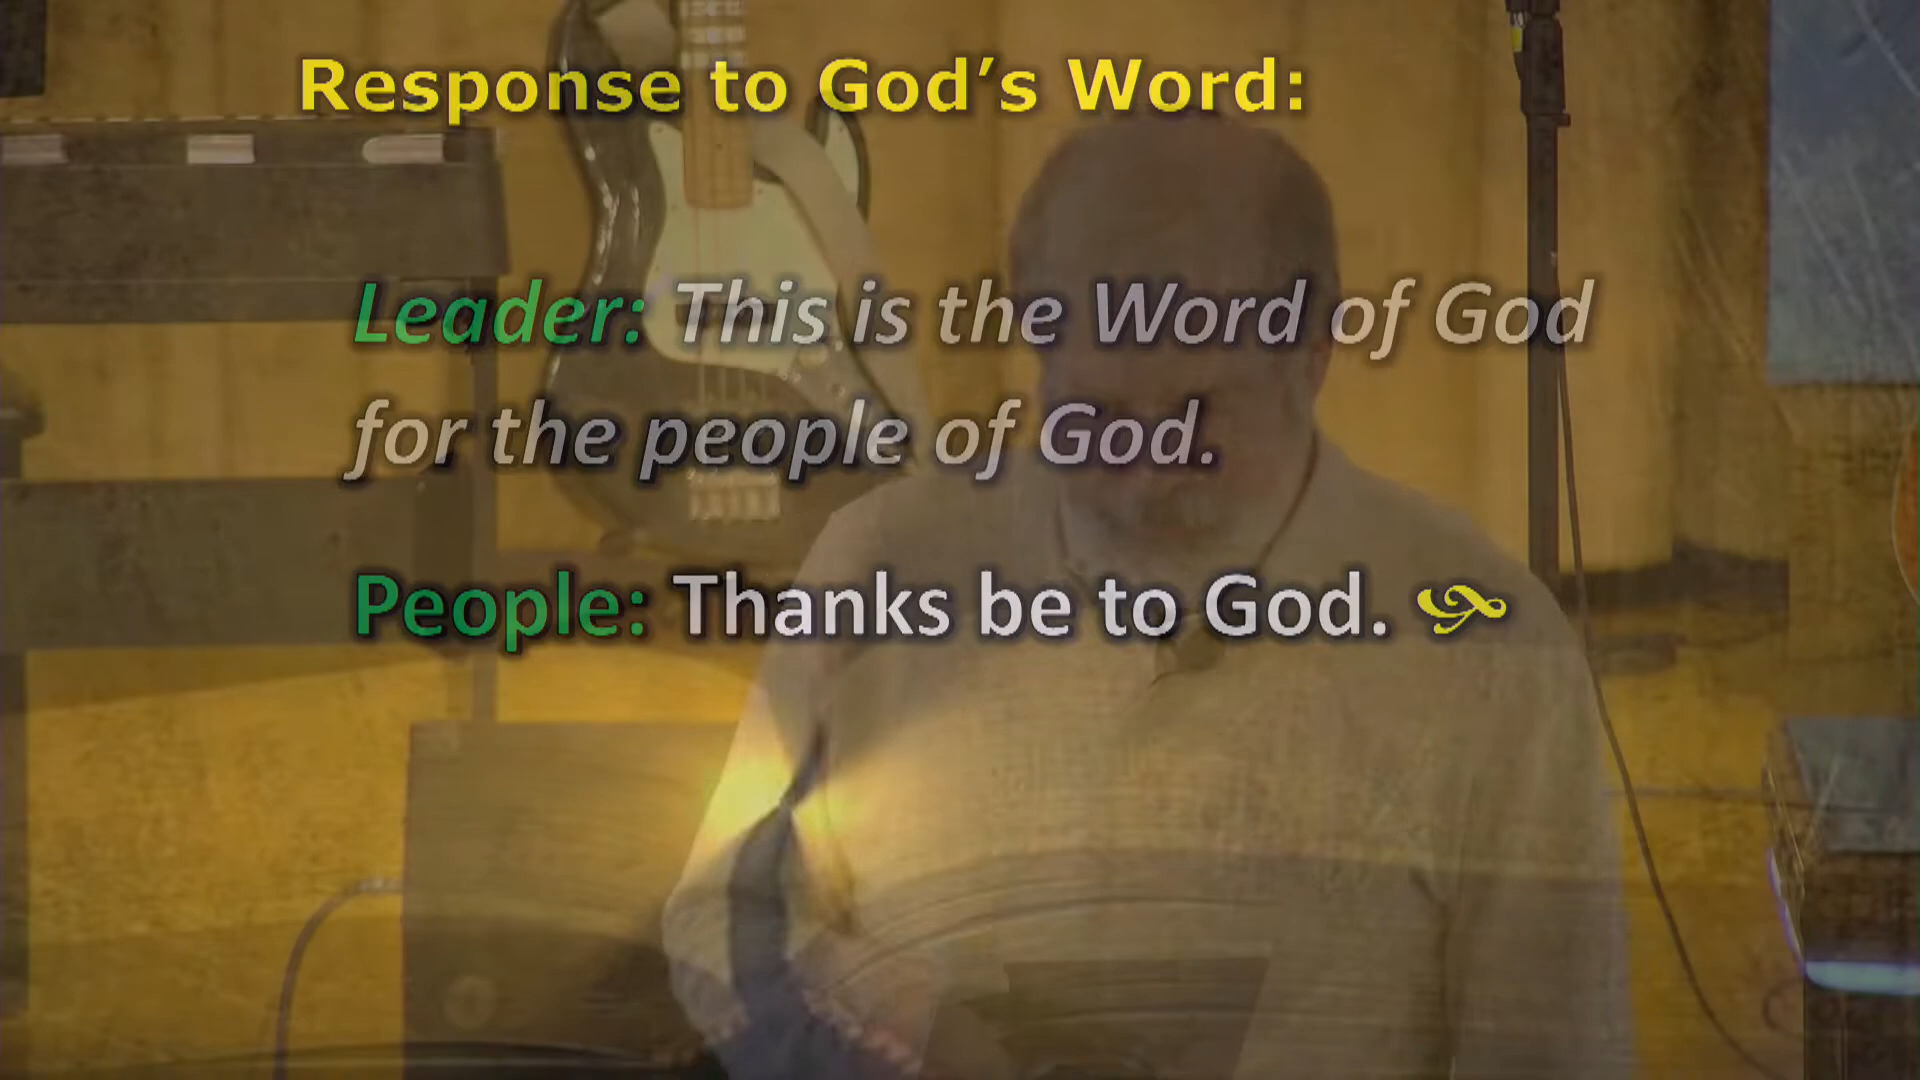 Response to God’s Word:
Leader: This is the Word of God
for the people of God.
People: Thanks be to God.